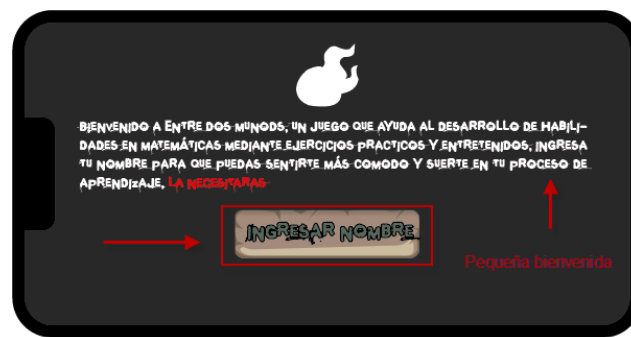 BIENVENIDO A ENTRE DOS MUNODS, UN JUEGO QUE AYUDA AL DESARROLLO DE HABILI-
DADES EN MATEMÁTICAS MEDIANTE EJERCICIOS PRACTICOS Y ENTRETENIDOS, INGRESA
TU NOMBRE PARA QUE PUEDAS SENTIRTE MÁS COMODO Y SUERTE EN TU PROCESO DE
APRENDIZAJE, LA NECESITARAS
INGRESAR NOMBRE
Pequeña bienvenida